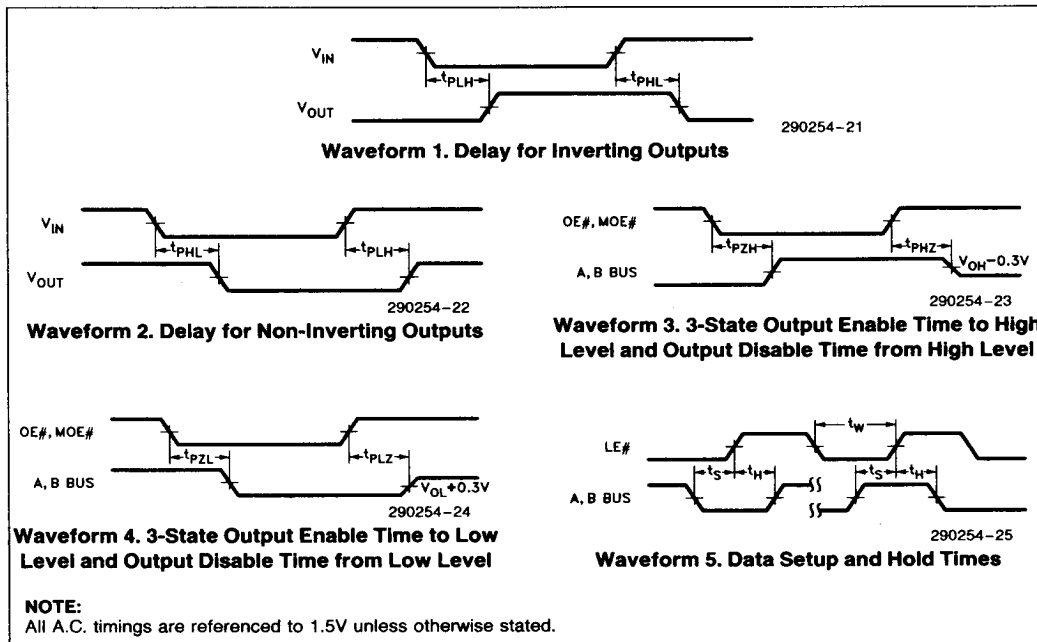 V_IN
t_PLH
t_PHL
V_OUT
290254-21
Waveform 1. Delay for Inverting Outputs
V_IN
t_PHL
t_PLH
V_OUT
290254-22
Waveform 2. Delay for Non-Inverting Outputs
OE#, MOE#
t_PZH
t_PHZ
A, B BUS
V_OH-0.3V
290254-23
Waveform 3. 3-State Output Enable Time to High
Level and Output Disable Time from High Level
OE#, MOE#
t_PZL
t_PLZ
A, B BUS
V_OL+0.3V
290254-24
Waveform 4. 3-State Output Enable Time to Low
Level and Output Disable Time from Low Level
t_W
LE#
t_S
t_H
t_S
t_H
A, B BUS
290254-25
Waveform 5. Data Setup and Hold Times
NOTE:
All A.C. timings are referenced to 1.5V unless otherwise stated.